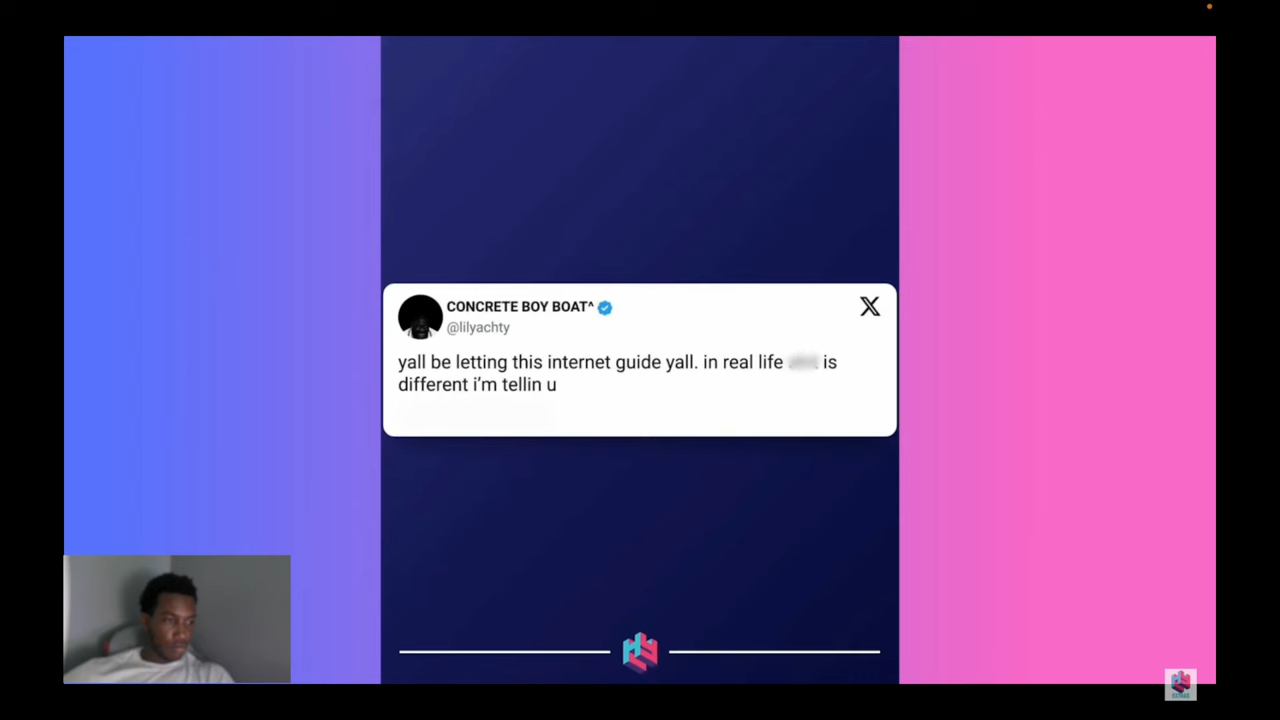 CONCRETE BOY BOAT^
@lilyachty
yall be letting this internet guide yall. in real life is
different i'm tellin u